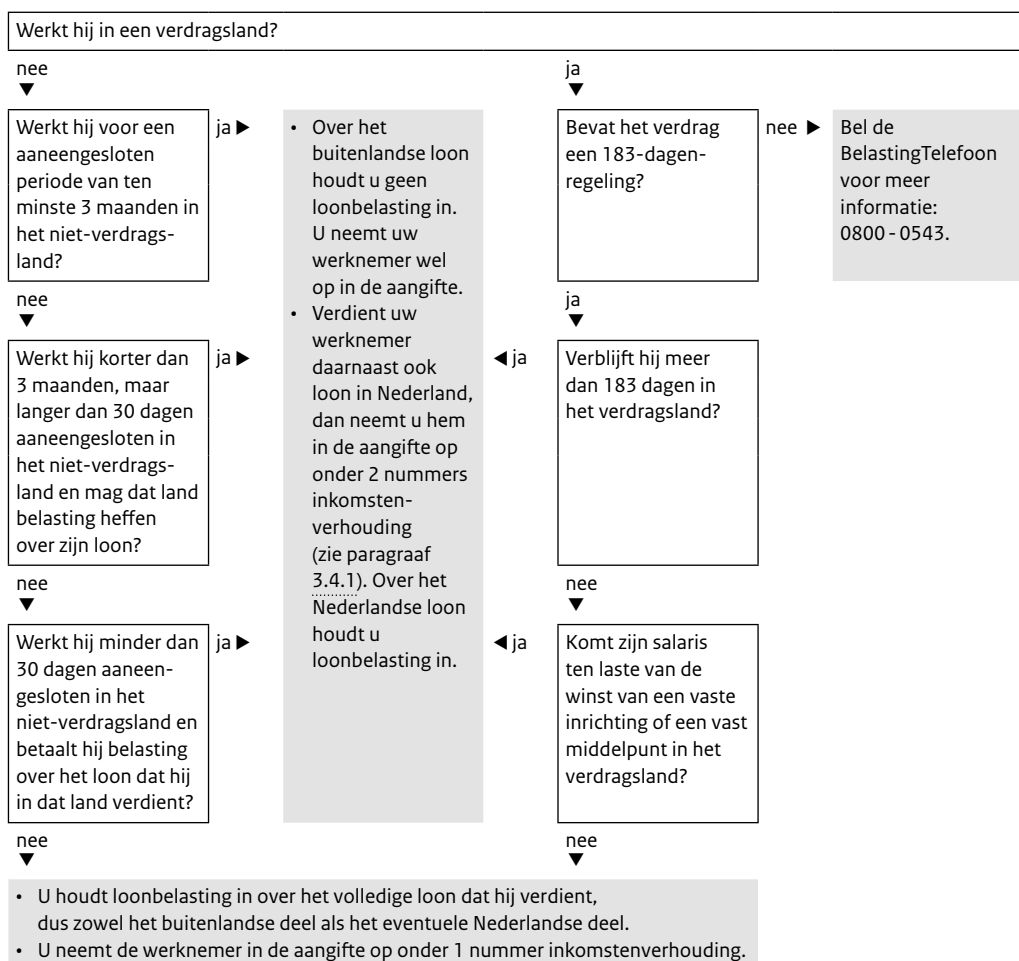 Werkt hij in een verdragsland?
nee
▼
Werkt hij voor een
aaneengesloten
periode van ten
minste 3 maanden in
het niet-verdrags-
land?
ja ▶
nee
▼
Werkt hij korter dan
3 maanden, maar
langer dan 30 dagen
aaneengesloten in
het niet-verdrags-
land en mag dat land
belasting heffen
over zijn loon?
ja ▶
nee
▼
Werkt hij minder dan
30 dagen aaneen-
gesloten in het
niet-verdragsland en
betaalt hij belasting
over het loon dat hij
in dat land verdient?
ja ▶
nee
▼
• Over het
buitenlandse loon
houdt u geen
loonbelasting in.
U neemt uw
werknemer wel
op in de aangifte.
• Verdient uw
werknemer
daarnaast ook
loon in Nederland,
dan neemt u hem
in de aangifte op
onder 2 nummers
inkomsten-
verhouding
(zie paragraaf
3.4.1). Over het
Nederlandse loon
houdt u
loonbelasting in.
ja
▼
Bevat het verdrag
een 183-dagen-
regeling?
nee ▶
Bel de
BelastingTelefoon
voor meer
informatie:
0800 - 0543.
ja
▼
◀ ja
Verblijft hij meer
dan 183 dagen in
het verdragsland?
nee
▼
◀ ja
Komt zijn salaris
ten laste van de
winst van een vaste
inrichting of een vast
middelpunt in het
verdragsland?
nee
▼
• U houdt loonbelasting in over het volledige loon dat hij verdient,
dus zowel het buitenlandse deel als het eventuele Nederlandse deel.
• U neemt de werknemer in de aangifte op onder 1 nummer inkomstenverhouding.